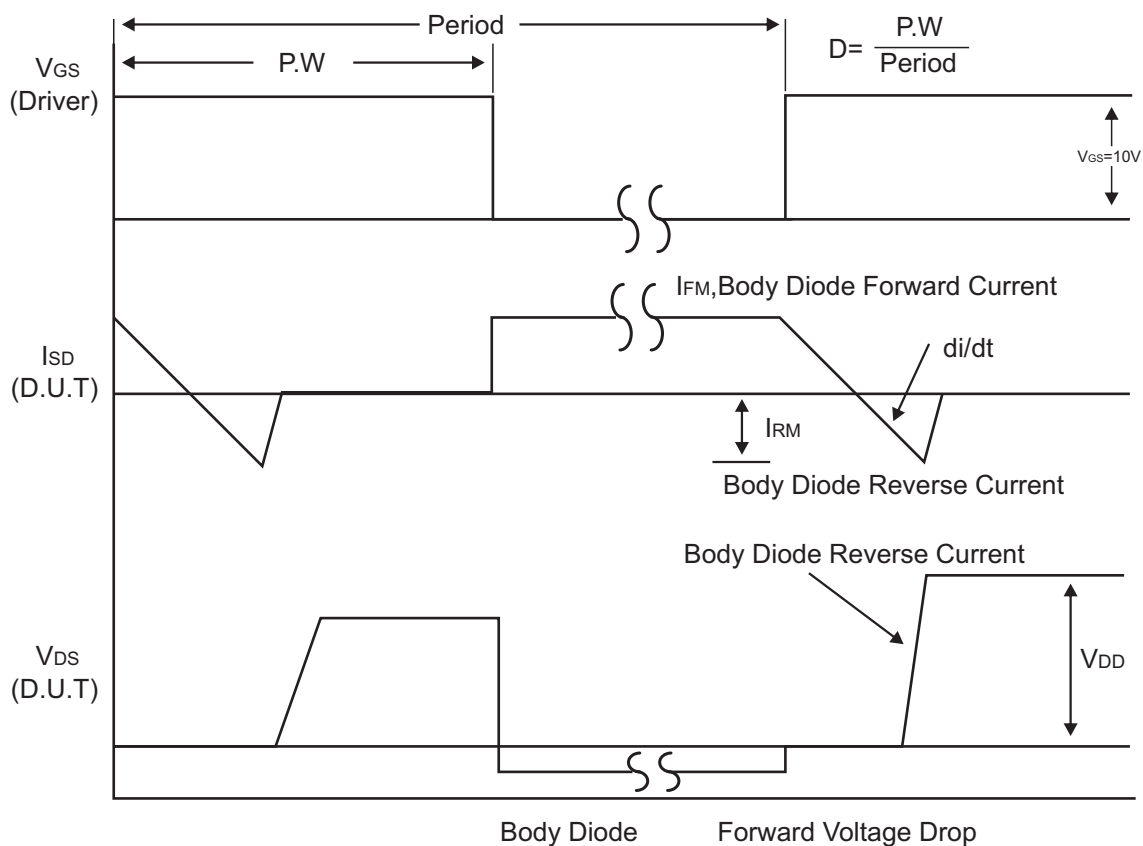 Period
P.W
D= P.W
Period
VGS
(Driver)
VGS=10V
IFM,Body Diode Forward Current
ISD
(D.U.T)
di/dt
IRM
Body Diode Reverse Current
Body Diode Reverse Current
VDS
(D.U.T)
VDD
Body Diode Forward Voltage Drop